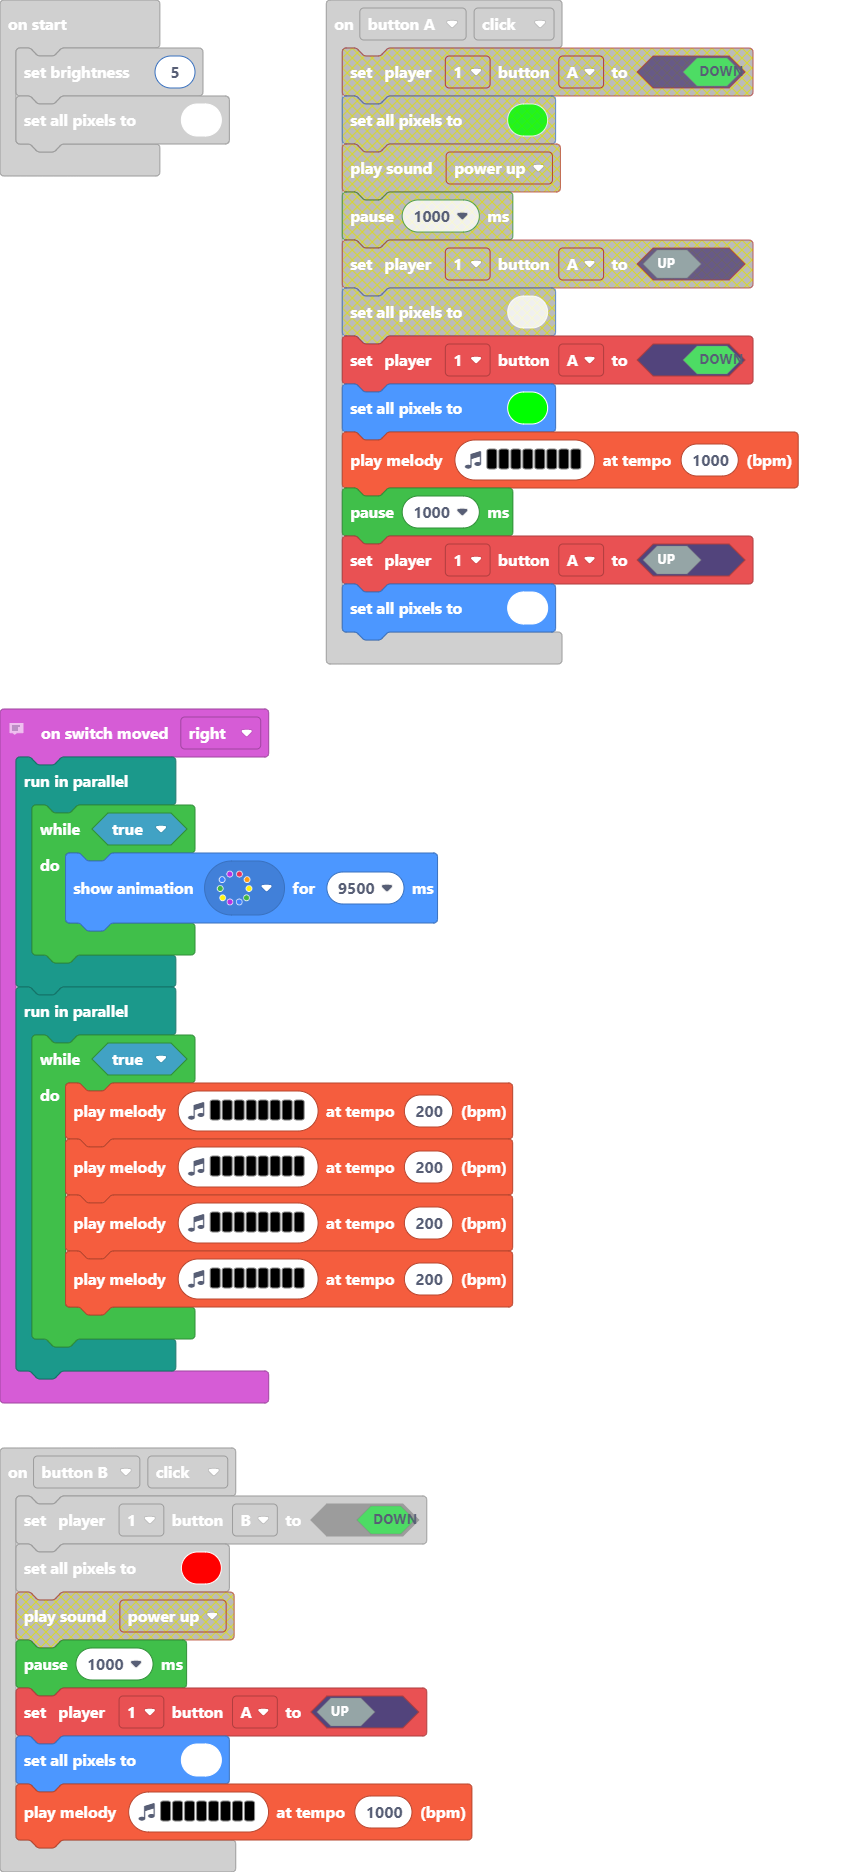 on start
set brightness 5
set all pixels to
on button A click
set player 1 button A to DOWN
set all pixels to
play sound power up
pause 1000 ms
set player 1 button A to UP
set all pixels to
set player 1 button A to DOWN
set all pixels to
play melody at tempo 1000 (bpm)
pause 1000 ms
set player 1 button A to UP
set all pixels to
on switch moved right
run in parallel
while true
do
show animation for 9500 ms
run in parallel
while true
do
play melody at tempo 200 (bpm)
play melody at tempo 200 (bpm)
play melody at tempo 200 (bpm)
play melody at tempo 200 (bpm)
on button B click
set player 1 button B to DOWN
set all pixels to
play sound power up
pause 1000 ms
set player 1 button A to UP
set all pixels to
play melody at tempo 1000 (bpm)